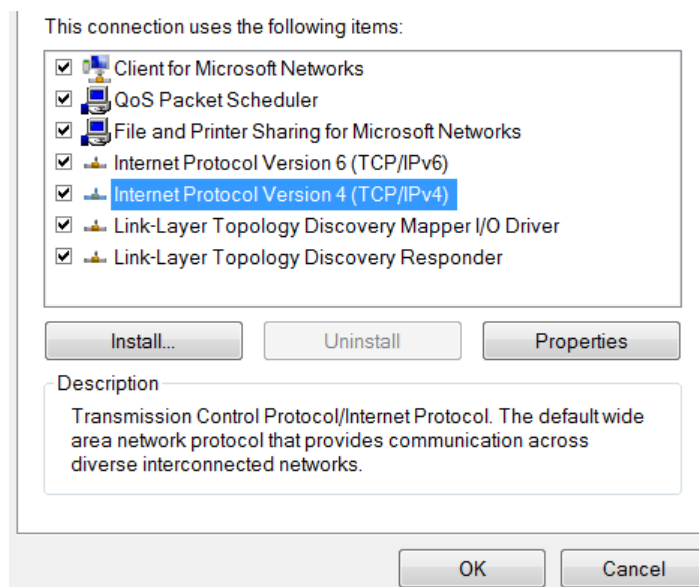 This connection uses the following items:
Client for Microsoft Networks
QoS Packet Scheduler
File and Printer Sharing for Microsoft Networks
Internet Protocol Version 6 (TCP/IPv6)
Internet Protocol Version 4 (TCP/IPv4)
Link-Layer Topology Discovery Mapper I/O Driver
Link-Layer Topology Discovery Responder
Install... Uninstall Properties
Description
Transmission Control Protocol/Internet Protocol. The default wide
area network protocol that provides communication across
diverse interconnected networks.
OK Cancel